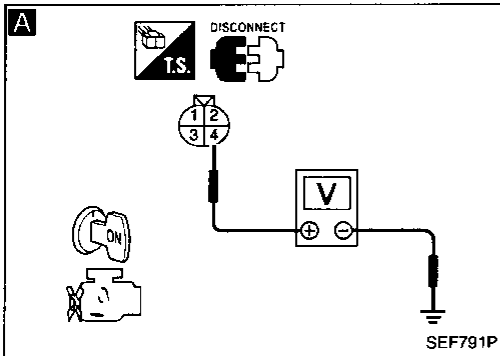 A
DISCONNECT
T.S.
1 2
3 4
V
+ −
ON
SEF791P